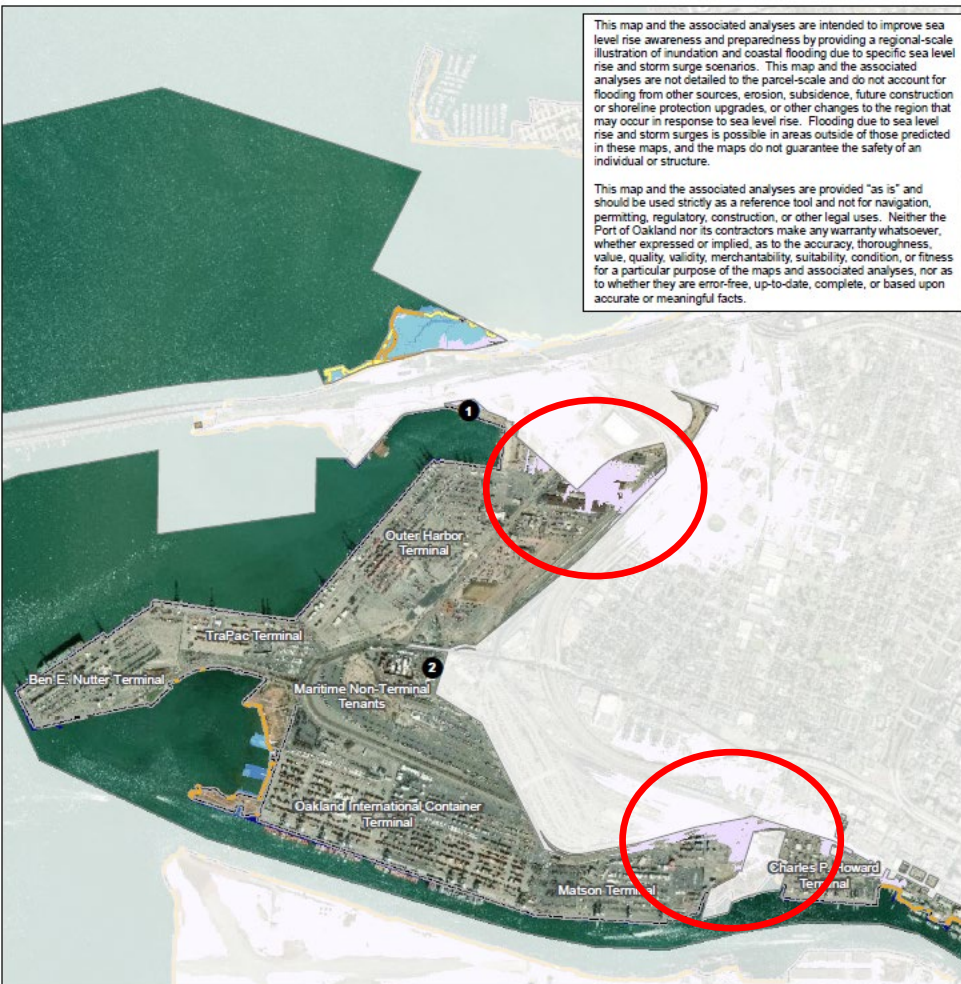 This map and the associated analyses are intended to improve sea
level rise awareness and preparedness by providing a regional-scale
illustration of inundation and coastal flooding due to specific sea level
rise and storm surge scenarios.  This map and the associated
analyses are not detailed to the parcel-scale and do not account for
flooding from other sources, erosion, subsidence, future construction
or shoreline protection upgrades, or other changes to the region that
may occur in response to sea level rise.  Flooding due to sea level
rise and storm surges is possible in areas outside of those predicted
in these maps, and the maps do not guarantee the safety of an
individual or structure.
This map and the associated analyses are provided "as is" and
should be used strictly as a reference tool and not for navigation,
permitting, regulatory, construction, or other legal uses.  Neither the
Port of Oakland nor its contractors make any warranty whatsoever,
whether expressed or implied, as to the accuracy, thoroughness,
value, quality, validity, merchantability, suitability, condition, or fitness
for a particular purpose of the maps and associated analyses, nor as
to whether they are error-free, up-to-date, complete, or based upon
accurate or meaningful facts.
1
Outer Harbor
Terminal
TraPac Terminal
Ben E. Nutter Terminal
2
Maritime Non-Terminal
Tenants
Oakland International Container
Terminal
Matson Terminal
Charles P. Howard
Terminal